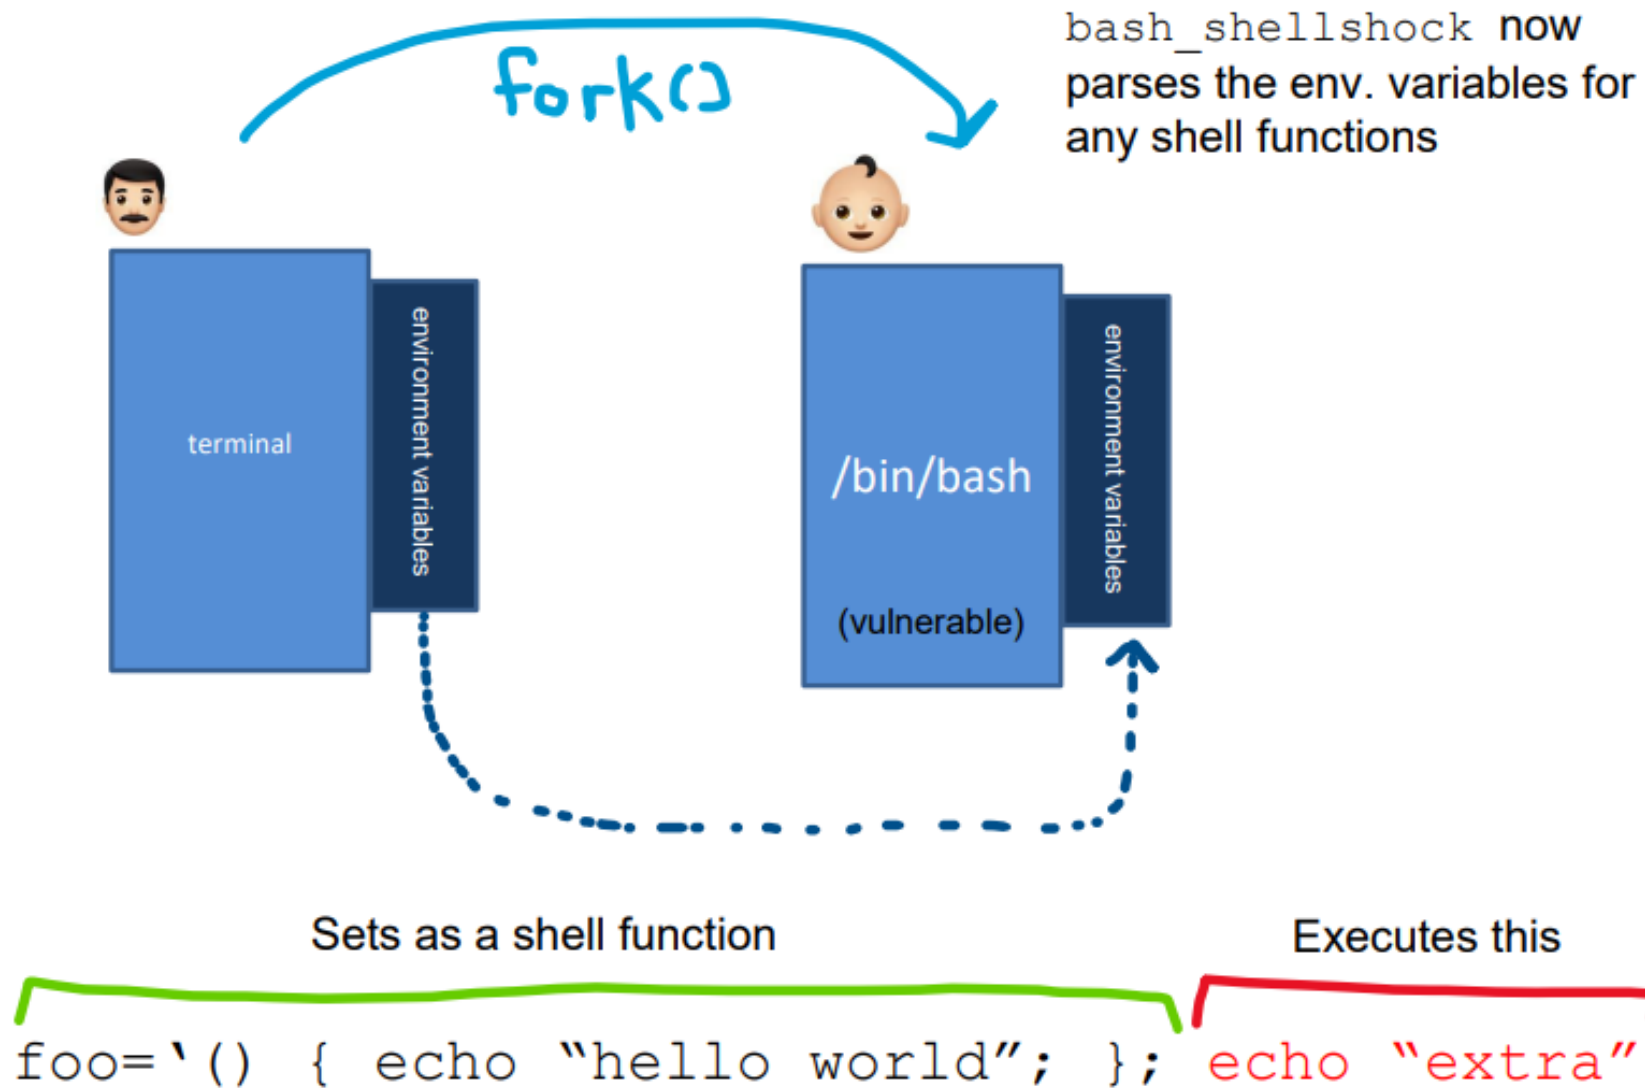 fork()
bash_shellshock now
parses the env. variables for
any shell functions
terminal
environment variables
/bin/bash
(vulnerable)
environment variables
Sets as a shell function
Executes this
foo=‘() { echo “hello world”; }; echo “extra”